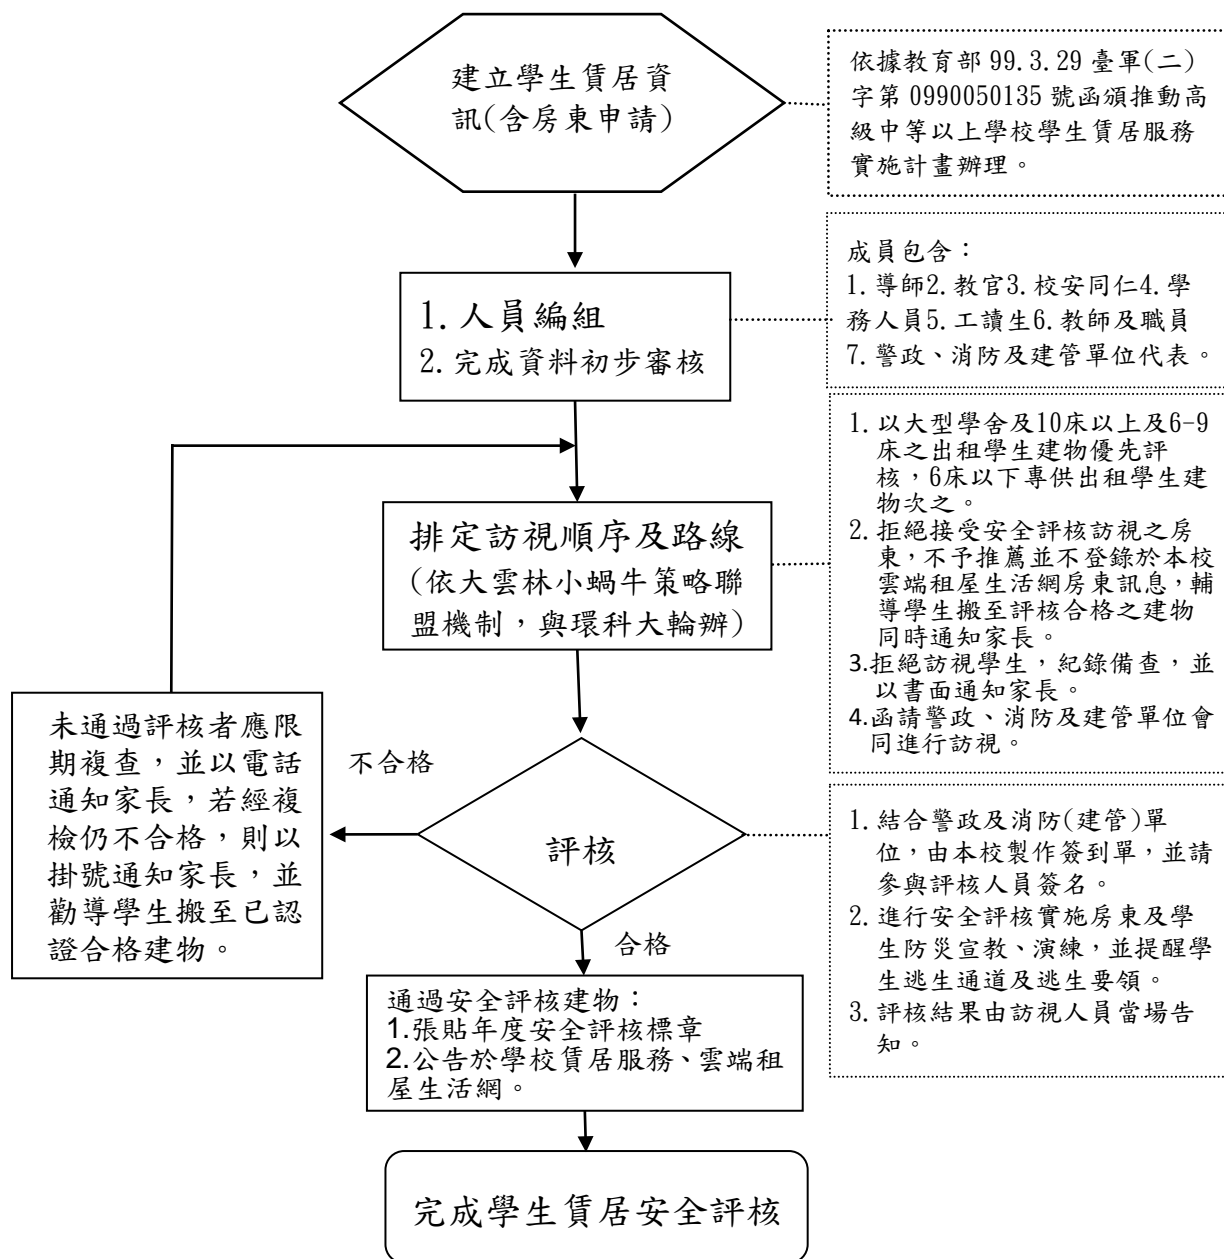 建立學生賃居資
訊(含房東申請)
依據教育部 99.3.29 臺軍(二)
字第 0990050135 號函頒推動高
級中等以上學校學生賃居服務
實施計畫辦理。
1.人員編組
2.完成資料初步審核
成員包含：
1.導師2.教官3.校安同仁4.學
務人員5.工讀生6.教師及職員
7.警政、消防及建管單位代表。
排定訪視順序及路線
(依大雲林小蝸牛策略聯
盟機制，與環科大輪辦)
1.以大型學舍及10床以上及6-9
床之出租學生建物優先評
核，6床以下專供出租學生建
物次之。
2.拒絕接受安全評核訪視之房
東，不予推薦並不登錄於本校
雲端租屋生活網房東訊息，輔
導學生搬至評核合格之建物
同時通知家長。
3.拒絕訪視學生，紀錄備查，並
以書面通知家長。
4.函請警政、消防及建管單位會
同進行訪視。
未通過評核者應限
期複查，並以電話
通知家長，若經複
檢仍不合格，則以
掛號通知家長，並
勸導學生搬至已認
證合格建物。
不合格
評核
合格
1.結合警政及消防(建管)單
位，由本校製作簽到單，並請
參與評核人員簽名。
2.進行安全評核實施房東及學
生防災宣教、演練，並提醒學
生逃生通道及逃生要領。
3.評核結果由訪視人員當場告
知。
通過安全評核建物：
1.張貼年度安全評核標章
2.公告於學校賃居服務、雲端租
屋生活網。
完成學生賃居安全評核